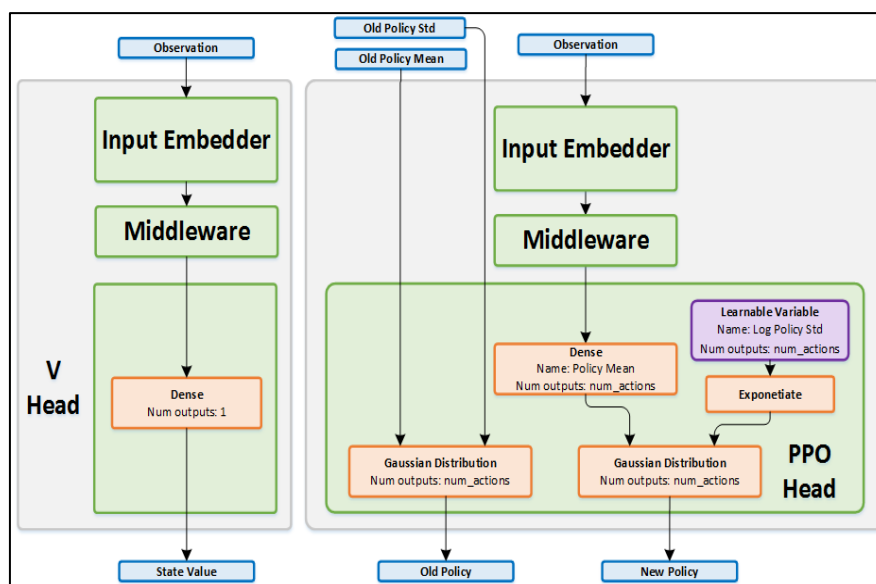 Observation
Input Embedder
Middleware
V
Head
Dense
Num outputs: 1
State Value
Old Policy Std
Old Policy Mean
Observation
Input Embedder
Middleware
Learnable Variable
Name: Log Policy Std
Num outputs: num_actions
Dense
Name: Policy Mean
Num outputs: num_actions
Exponetiate
Gaussian Distribution
Num outputs: num_actions
Gaussian Distribution
Num outputs: num_actions
PPO
Head
Old Policy
New Policy